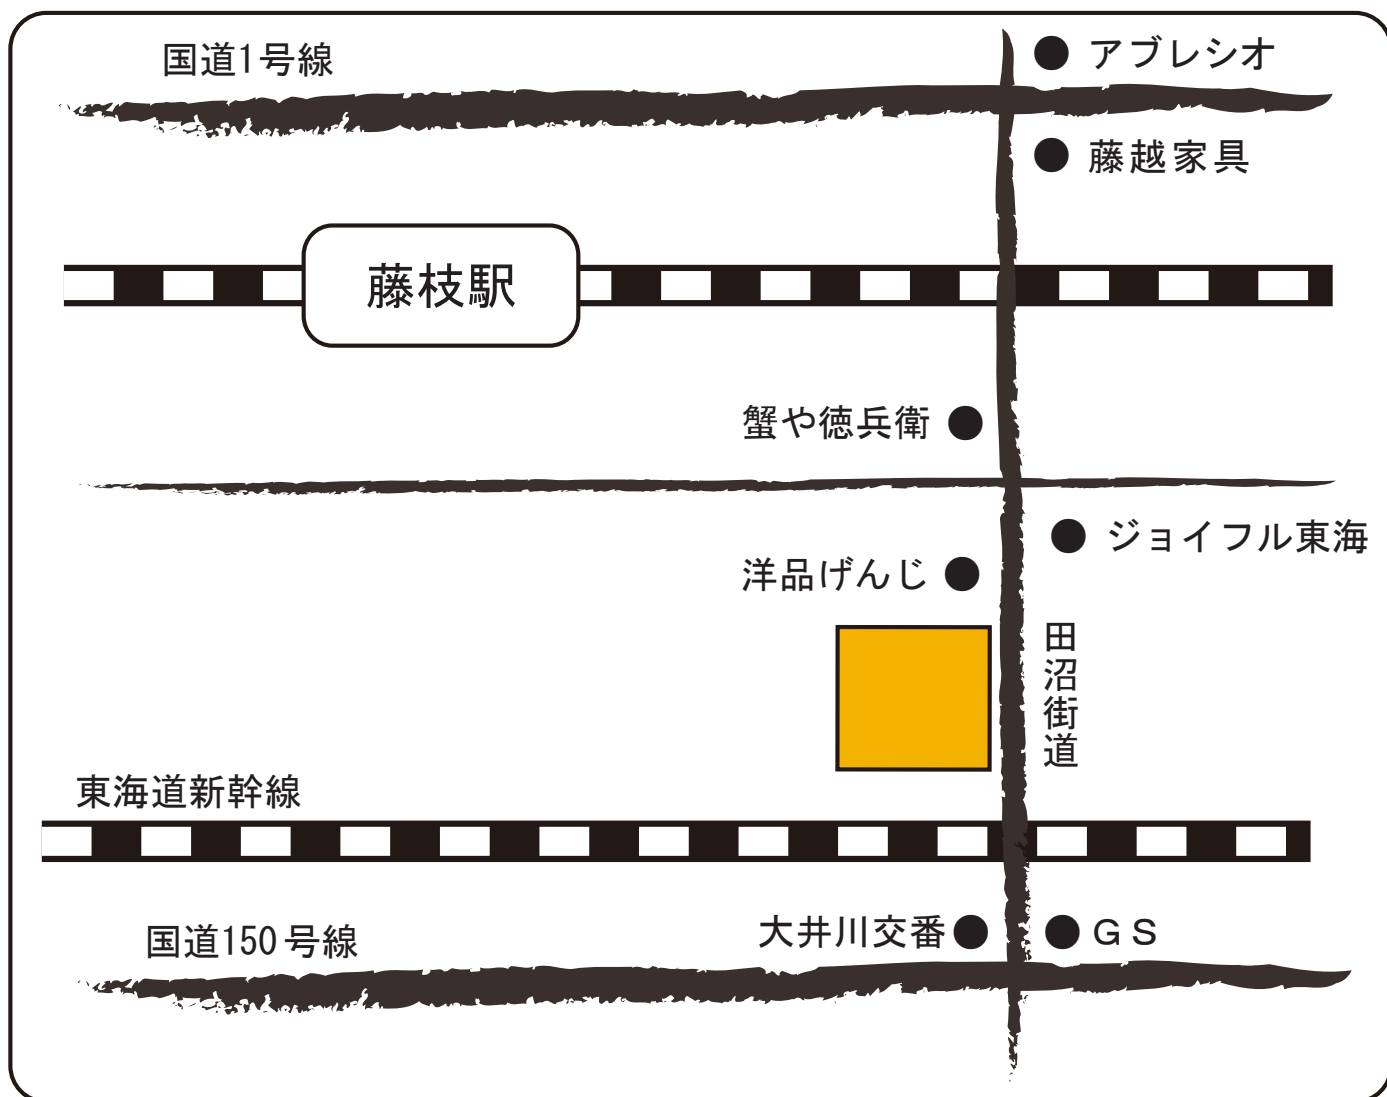 国道1号線
アブレシオ
藤越家具
藤枝駅
蟹や徳兵衛
ジョイフル東海
洋品げんじ
田沼街道
東海道新幹線
大井川交番
GS
国道150号線